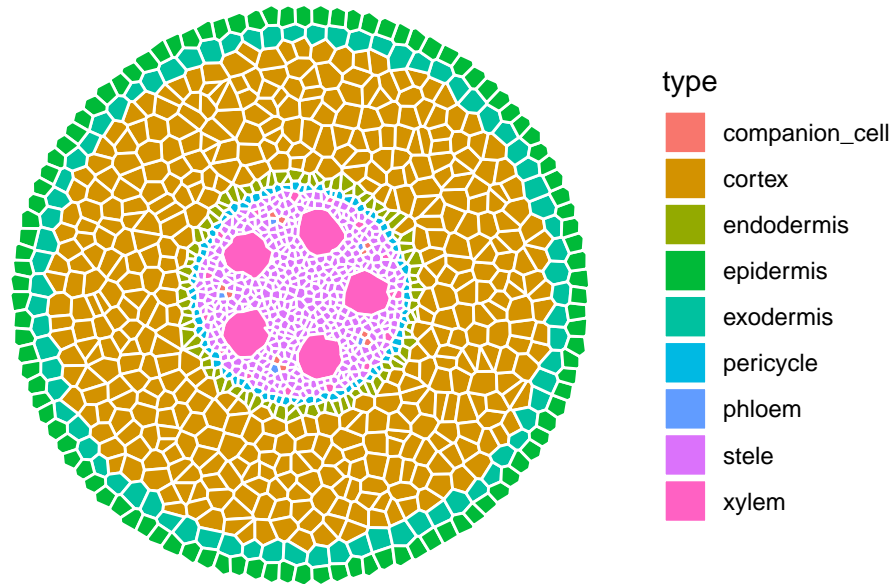 type
companion_cell
cortex
endodermis
epidermis
exodermis
pericycle
phloem
stele
xylem